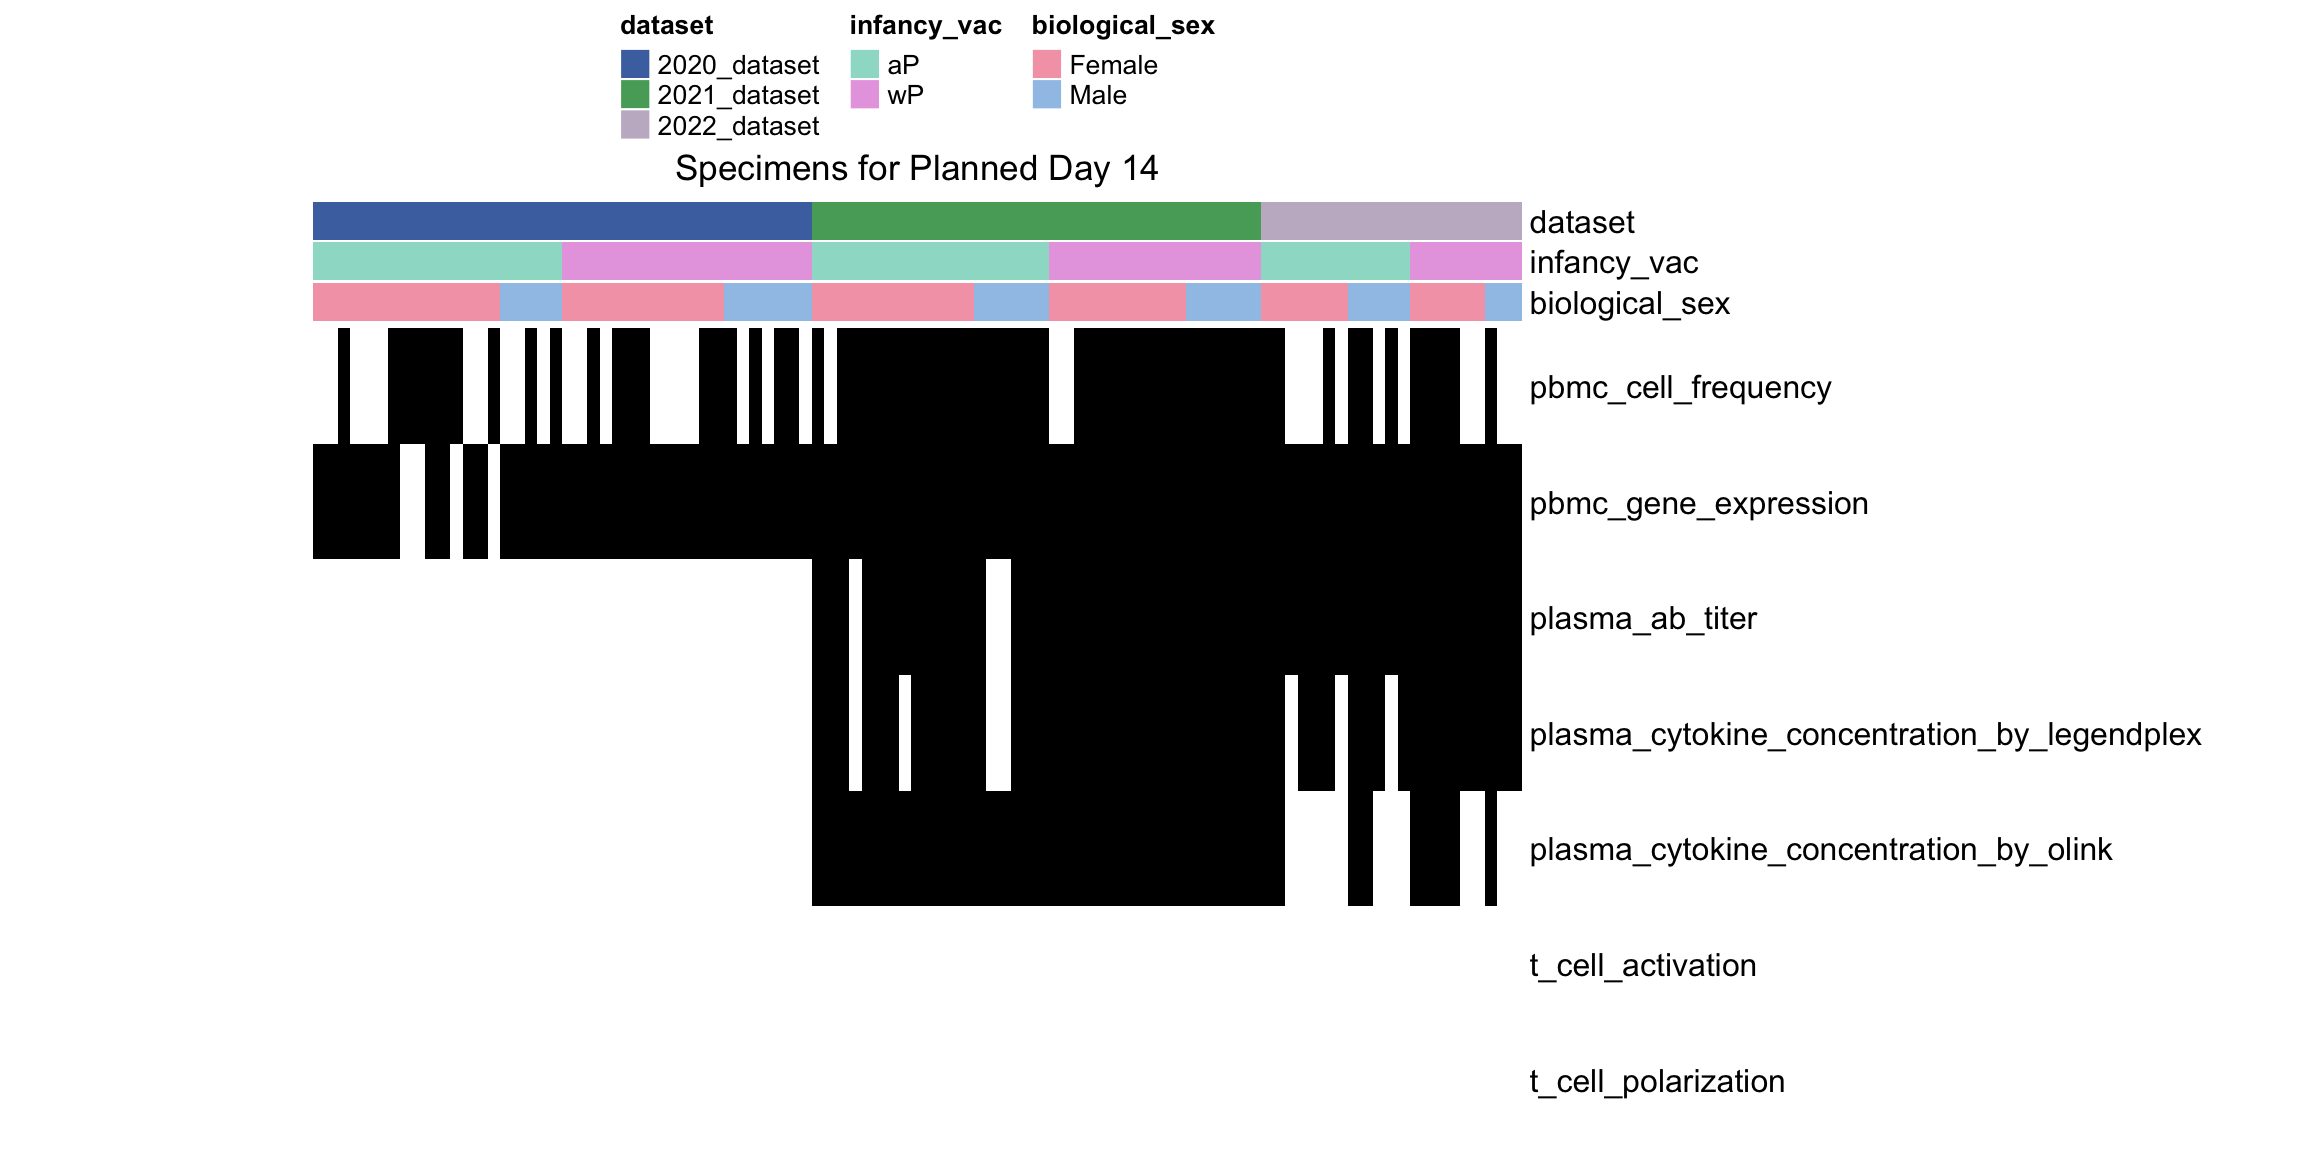 dataset infancy_vac biological_sex
2020_dataset aP Female
2021_dataset wP Male
2022_dataset
Specimens for Planned Day 14
dataset
infancy_vac
biological_sex
pbmc_cell_frequency
pbmc_gene_expression
plasma_ab_titer
plasma_cytokine_concentration_by_legendplex
plasma_cytokine_concentration_by_olink
t_cell_activation
t_cell_polarization